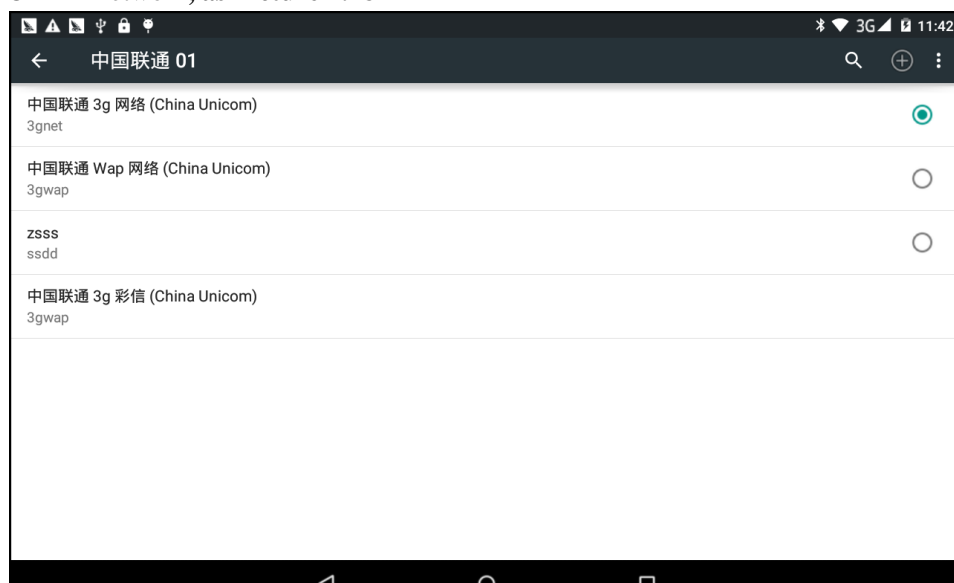 3G
11:42
中国联通 01
中国联通 3g 网络 (China Unicom)
3gnet
中国联通 Wap 网络 (China Unicom)
3gwap
zsss
ssdd
中国联通 3g 彩信 (China Unicom)
3gwap